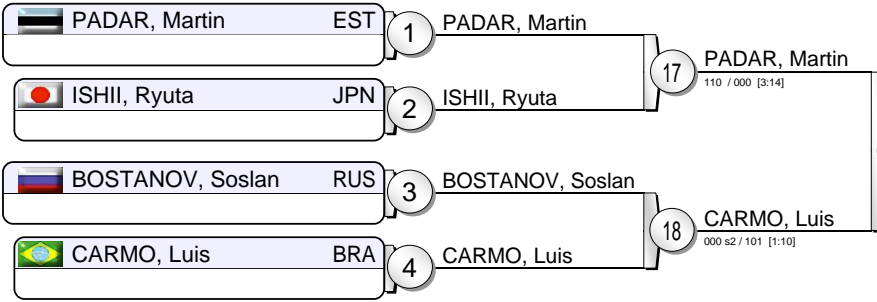 PADAR, Martin EST
1
PADAR, Martin
17
PADAR, Martin
110 / 000 [3:14]
ISHII, Ryuta JPN
2
ISHII, Ryuta
BOSTANOV, Soslan RUS
3
BOSTANOV, Soslan
18
CARMO, Luis
000 s2 / 101 [1:10]
CARMO, Luis BRA
4
CARMO, Luis